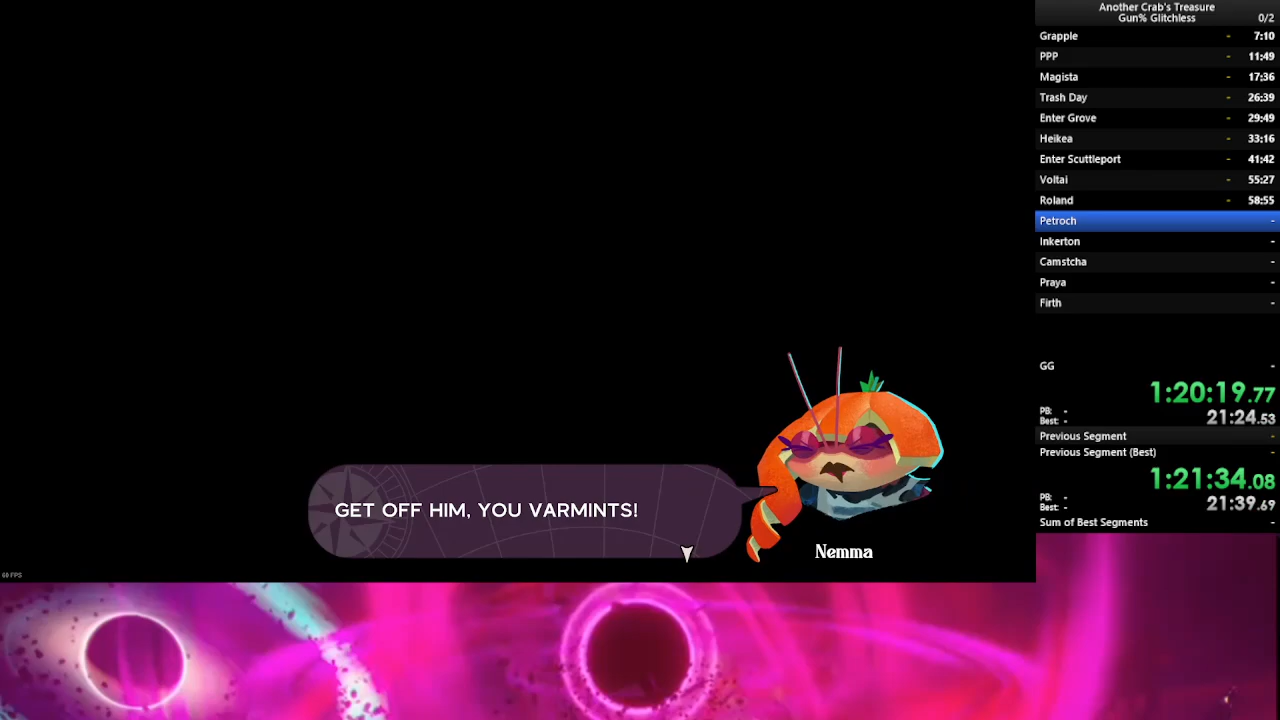 Another Crab's Treasure
Gun% Glitchless 0/2
Grapple - 7:10
PPP - 11:49
Magista - 17:36
Trash Day - 26:39
Enter Grove - 29:49
Heikea - 33:16
Enter Scuttleport - 41:42
Voltai - 55:27
Roland - 58:55
Petroch -
Inkerton -
Camstcha -
Praya -
Firth -
GG -
1:20:19.77
PB: -
Best: - 21:24.53
Previous Segment -
Previous Segment (Best) -
1:21:34.08
PB: -
Best: - 21:39.69
Sum of Best Segments -
GET OFF HIM, YOU VARMINTS!
Nemma
60 FPS